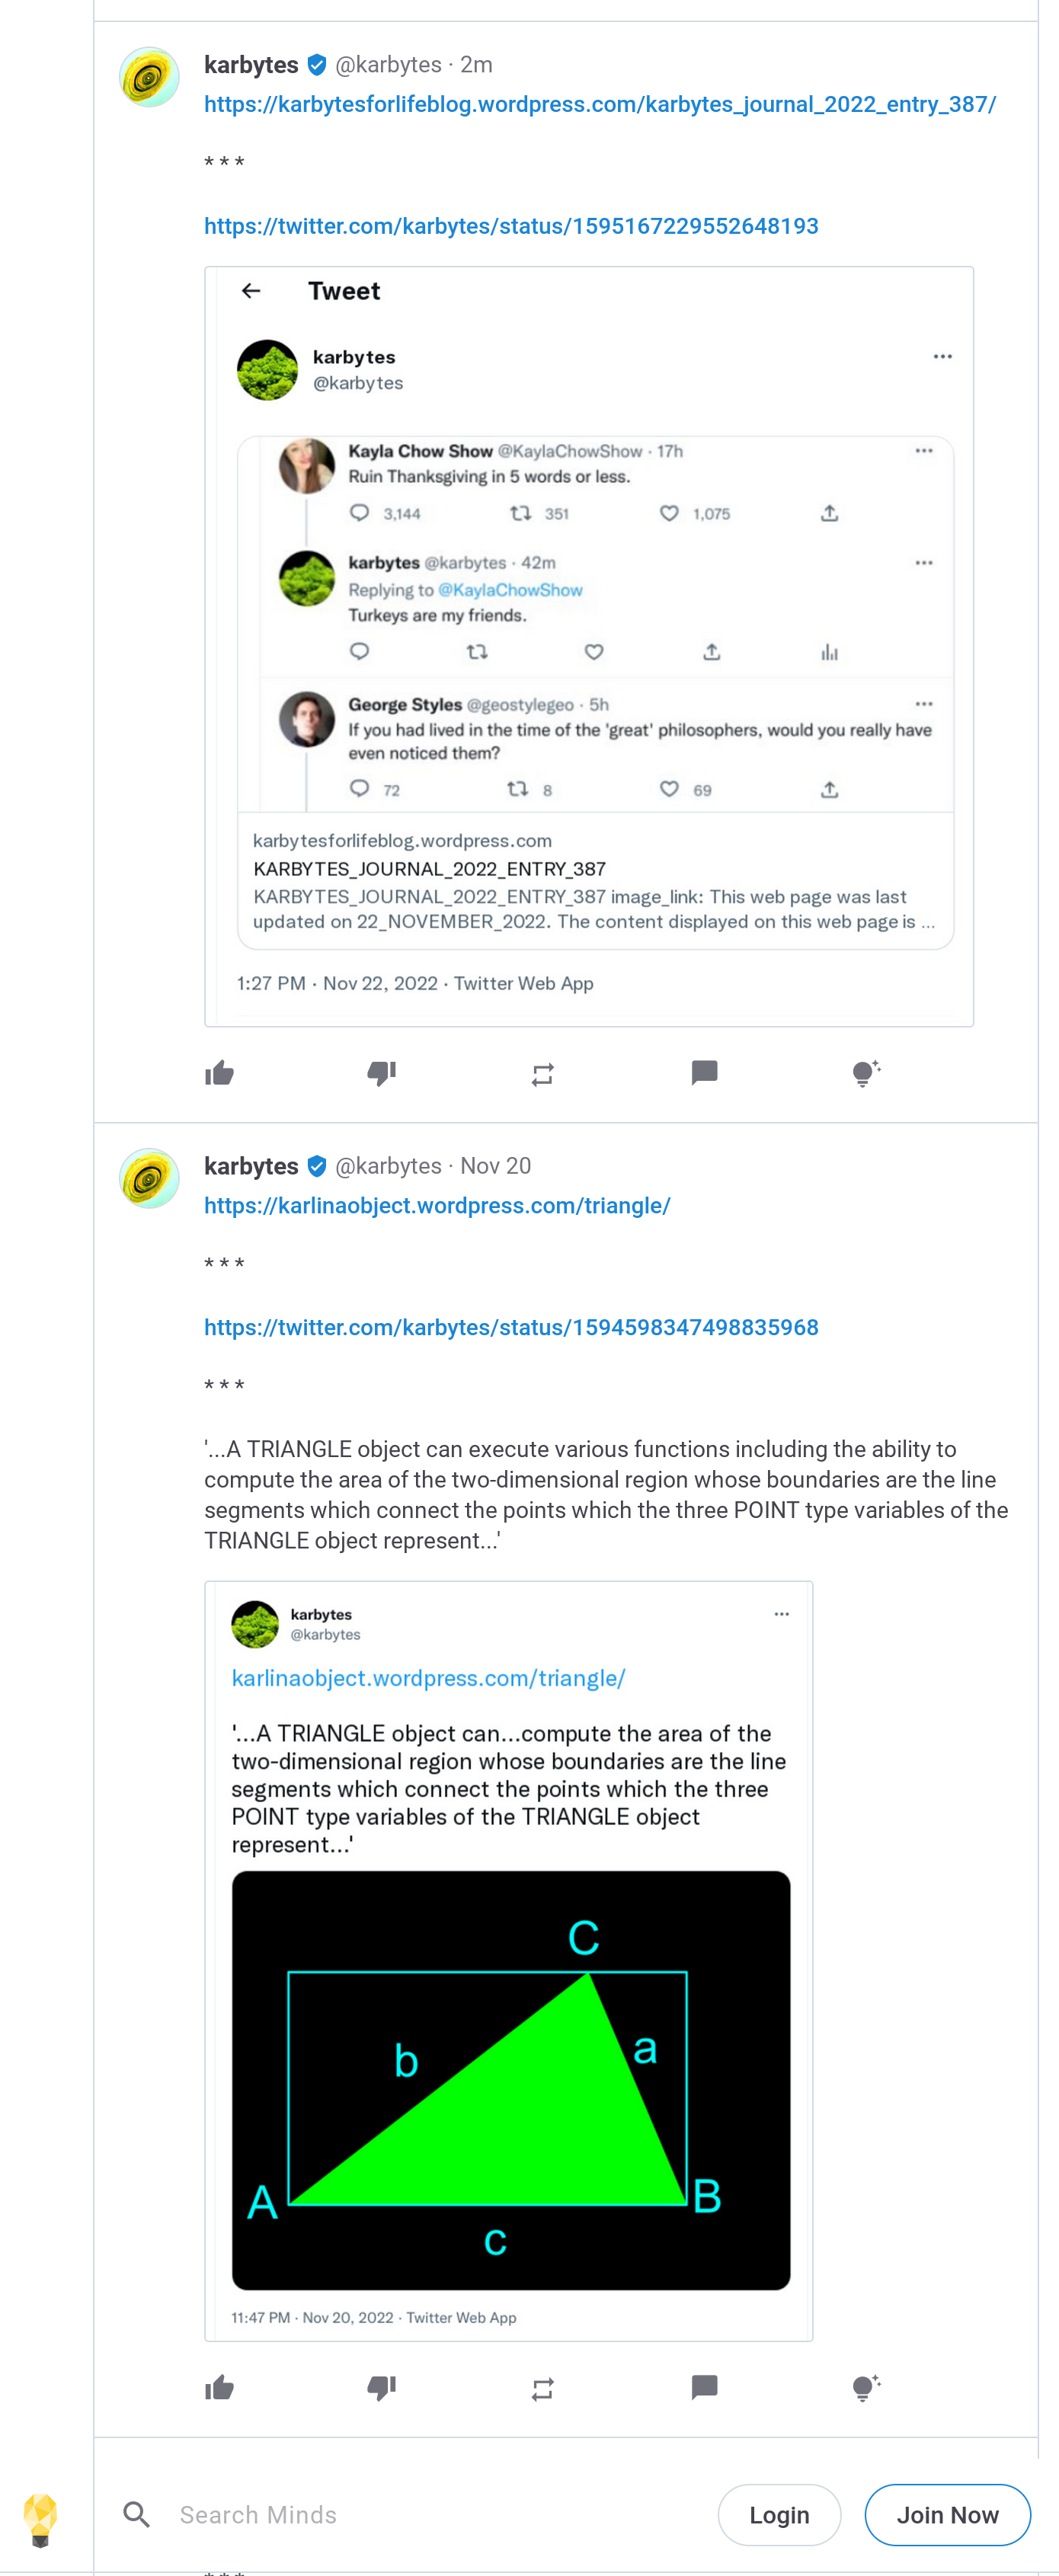 karbytes @karbytes · 2m
https://karbytesforlifeblog.wordpress.com/karbytes_journal_2022_entry_387/
* * *
https://twitter.com/karbytes/status/1595167229552648193
Tweet
karbytes
@karbytes
Kayla Chow Show @KaylaChowShow · 17h
Ruin Thanksgiving in 5 words or less.
3,144 351 1,075
karbytes @karbytes · 42m
Replying to @KaylaChowShow
Turkeys are my friends.
George Styles @geostylegeo · 5h
If you had lived in the time of the 'great' philosophers, would you really have
even noticed them?
72 8 69
karbytesforlifeblog.wordpress.com
KARBYTES_JOURNAL_2022_ENTRY_387
KARBYTES_JOURNAL_2022_ENTRY_387 image_link: This web page was last
updated on 22_NOVEMBER_2022. The content displayed on this web page is ...
1:27 PM · Nov 22, 2022 · Twitter Web App
karbytes @karbytes · Nov 20
https://karlinaobject.wordpress.com/triangle/
* * *
https://twitter.com/karbytes/status/1594598347498835968
* * *
'...A TRIANGLE object can execute various functions including the ability to
compute the area of the two-dimensional region whose boundaries are the line
segments which connect the points which the three POINT type variables of the
TRIANGLE object represent...'
karbytes
@karbytes
karlinaobject.wordpress.com/triangle/
'...A TRIANGLE object can...compute the area of the
two-dimensional region whose boundaries are the line
segments which connect the points which the three
POINT type variables of the TRIANGLE object
represent...'
C
b
a
A
B
c
11:47 PM · Nov 20, 2022 · Twitter Web App
Search Minds
Login
Join Now
* * *